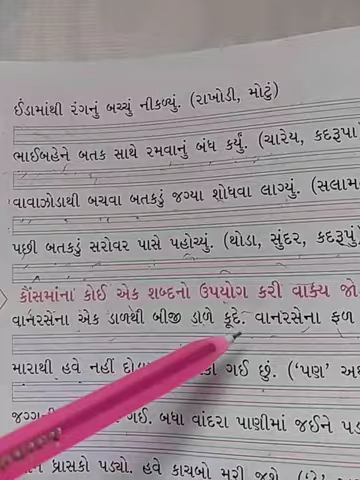 ઈંડામાંથી રંગનું બચ્ચું નીકળ્યું. (રાખોડી, મોટું)
ભાઈબહેને બતક સાથે રમવાનું બંધ કર્યું. (ચારેય, કદરૂપા
વાવાઝોડાથી બચવા બતકડું જગ્યા શોધવા લાગ્યું. (સલામ
પછી બતકડું સરોવર પાસે પહોચ્યું. (થોડા, સુંદર, કદરૂપું
કૌંસમાંના કોઈ એક શબ્દનો ઉપયોગ કરી વાક્ય જો
વાનરસેના એક ડાળથી બીજી ડાળે કૂદે. વાનરસેના ફળ
મારાથી હવે નહીં ગઈ છું. ('પણ'
ગઈ. બધા વાંદરા પાણીમાં જઈને પડ
ધ્રાસકો પડ્યો. હવે કાચબો મરી જશે.